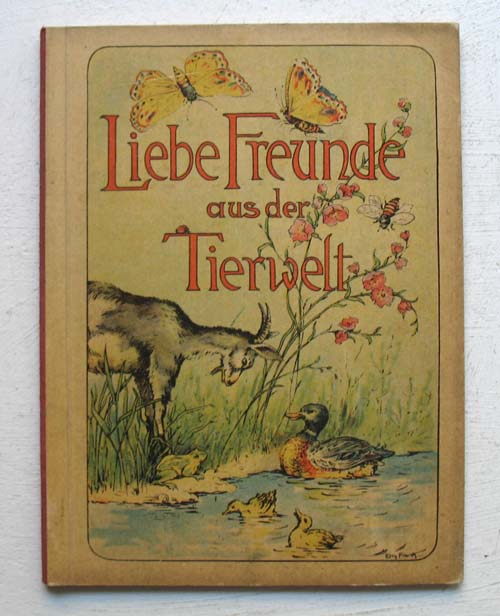 Liebe Freunde
aus der
Tierwelt